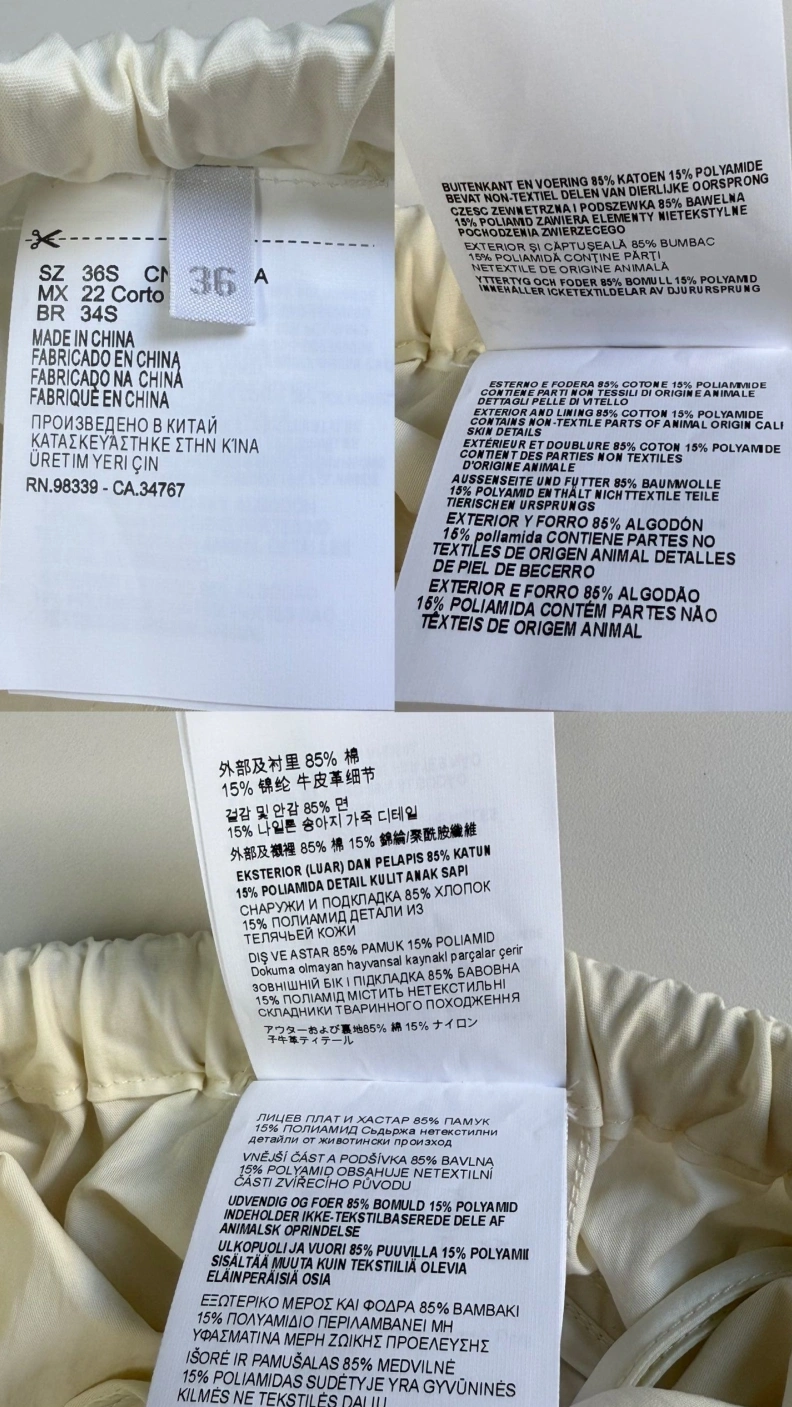 36
SZ 36S
MX 22 Corto
BR 34S
MADE IN CHINA
FABRICADO EN CHINA
FABRICADO NA CHINA
FABRIQUÉ EN CHINA
ПРОИЗВЕДЕНО В КИТАЙ
ΚΑΤΑΣΚΕΥΆΣΤΗΚΕ ΣΤΗΝ ΚΊΝΑ
ÜRETIM YERI ÇIN
RN.98339 - CA.34767
BUITENKANT EN VOERING 85% KATOEN 15% POLYAMIDE
BEVAT NON-TEXTIEL DELEN VAN DIERLIJKE OORSPRONG
CZESC ZEWNETRZNA I PODSZEWKA 85% BAWELNA
15% POLIAMID ZAWIERA ELEMENTY NIETEKSTYLNE
POCHODZENIA ZWIERZECEGO
EXTERIOR ȘI CĂPTUȘEALĂ 85% BUMBAC
15% POLIAMIDĂ CONȚINE PĂRȚI
NETEXTILE DE ORIGINE ANIMALĂ
YTTERTYG OCH FODER 85% BOMULL 15% POLYAMID
INNEHÅLLER ICKETEXTILDELAR AV DJURURSPRUNG
ESTERNO E FODERA 85% COTONE 15% POLIAMMIDE
CONTIENE PARTI NON TESSILI DI ORIGINE ANIMALE
DETTAGLI PELLE DI VITELLO
EXTERIOR AND LINING 85% COTTON 15% POLYAMIDE
CONTAINS NON-TEXTILE PARTS OF ANIMAL ORIGIN CALF
SKIN DETAILS
EXTÉRIEUR ET DOUBLURE 85% COTON 15% POLYAMIDE
CONTIENT DES PARTIES NON TEXTILES
D'ORIGINE ANIMALE
AUSSENSEITE UND FUTTER 85% BAUMWOLLE
15% POLYAMID ENTHÄLT NICHTTEXTILE TEILE
TIERISCHEN URSPRUNGS
EXTERIOR Y FORRO 85% ALGODÓN
15% poliamida CONTIENE PARTES NO
TEXTILES DE ORIGEN ANIMAL DETALLES
DE PIEL DE BECERRO
EXTERIOR E FORRO 85% ALGODÃO
15% POLIAMIDA CONTÉM PARTES NÃO
TÊXTEIS DE ORIGEM ANIMAL
外部及衬里 85% 棉
15% 锦纶 牛皮革细节
겉감 및 안감 85% 면
15% 나일론 송아지 가죽 디테일
外部及襯裡 85% 棉 15% 錦綸/聚酰胺纖維
EKSTERIOR (LUAR) DAN PELAPIS 85% KATUN
15% POLIAMIDA DETAIL KULIT ANAK SAPI
СНАРУЖИ И ПОДКЛАДКА 85% ХЛОПОК
15% ПОЛИАМИД ДЕТАЛИ ИЗ
ТЕЛЯЧЬЕЙ КОЖИ
DIŞ VE ASTAR 85% PAMUK 15% POLIAMID
Dokuma olmayan hayvansal kaynaklı parçalar içerir
ЗОВНІШНІЙ БІК І ПІДКЛАДКА 85% БАВОВНА
15% ПОЛІАМІД МІСТИТЬ НЕТЕКСТИЛЬНІ
СКЛАДНИКИ ТВАРИННОГО ПОХОДЖЕННЯ
アウターおよび裏地85% 綿 15% ナイロン
子牛革ディテール
ЛИЦЕВ ПЛАТ И ХАСТАР 85% ПАМУК
15% ПОЛИАМИД Съдържа нетекстилни
детайли от животински произход
VNĚJŠÍ ČÁST A PODŠÍVKA 85% BAVLNA
15% POLYAMID OBSAHUJE NETEXTILNÍ
ČÁSTI ZVÍŘECÍHO PŮVODU
UDVENDIG OG FOER 85% BOMULD 15% POLYAMID
INDEHOLDER IKKE-TEKSTILBASEREDE DELE AF
ANIMALSK OPRINDELSE
ULKOPUOLI JA VUORI 85% PUUVILLA 15% POLYAMII
SISÄLTÄÄ MUUTA KUIN TEKSTIILIÄ OLEVIA
ELÄINPERÄISIÄ OSIA
ΕΞΩΤΕΡΙΚΟ ΜΕΡΟΣ ΚΑΙ ΦΟΔΡΑ 85% ΒΑΜΒΑΚΙ
15% ΠΟΛΥΑΜΙΔΙΟ ΠΕΡΙΛΑΜΒΑΝΕΙ ΜΗ
ΥΦΑΣΜΑΤΙΝΑ ΜΕΡΗ ΖΩΙΚΗΣ ΠΡΟΕΛΕΥΣΗΣ
IŠORĖ IR PAMUŠALAS 85% MEDVILNĖ
15% POLIAMIDAS SUDĖTYJE YRA GYVŪNINĖS
KILMĖS NE TEKSTILĖS DALIŲ